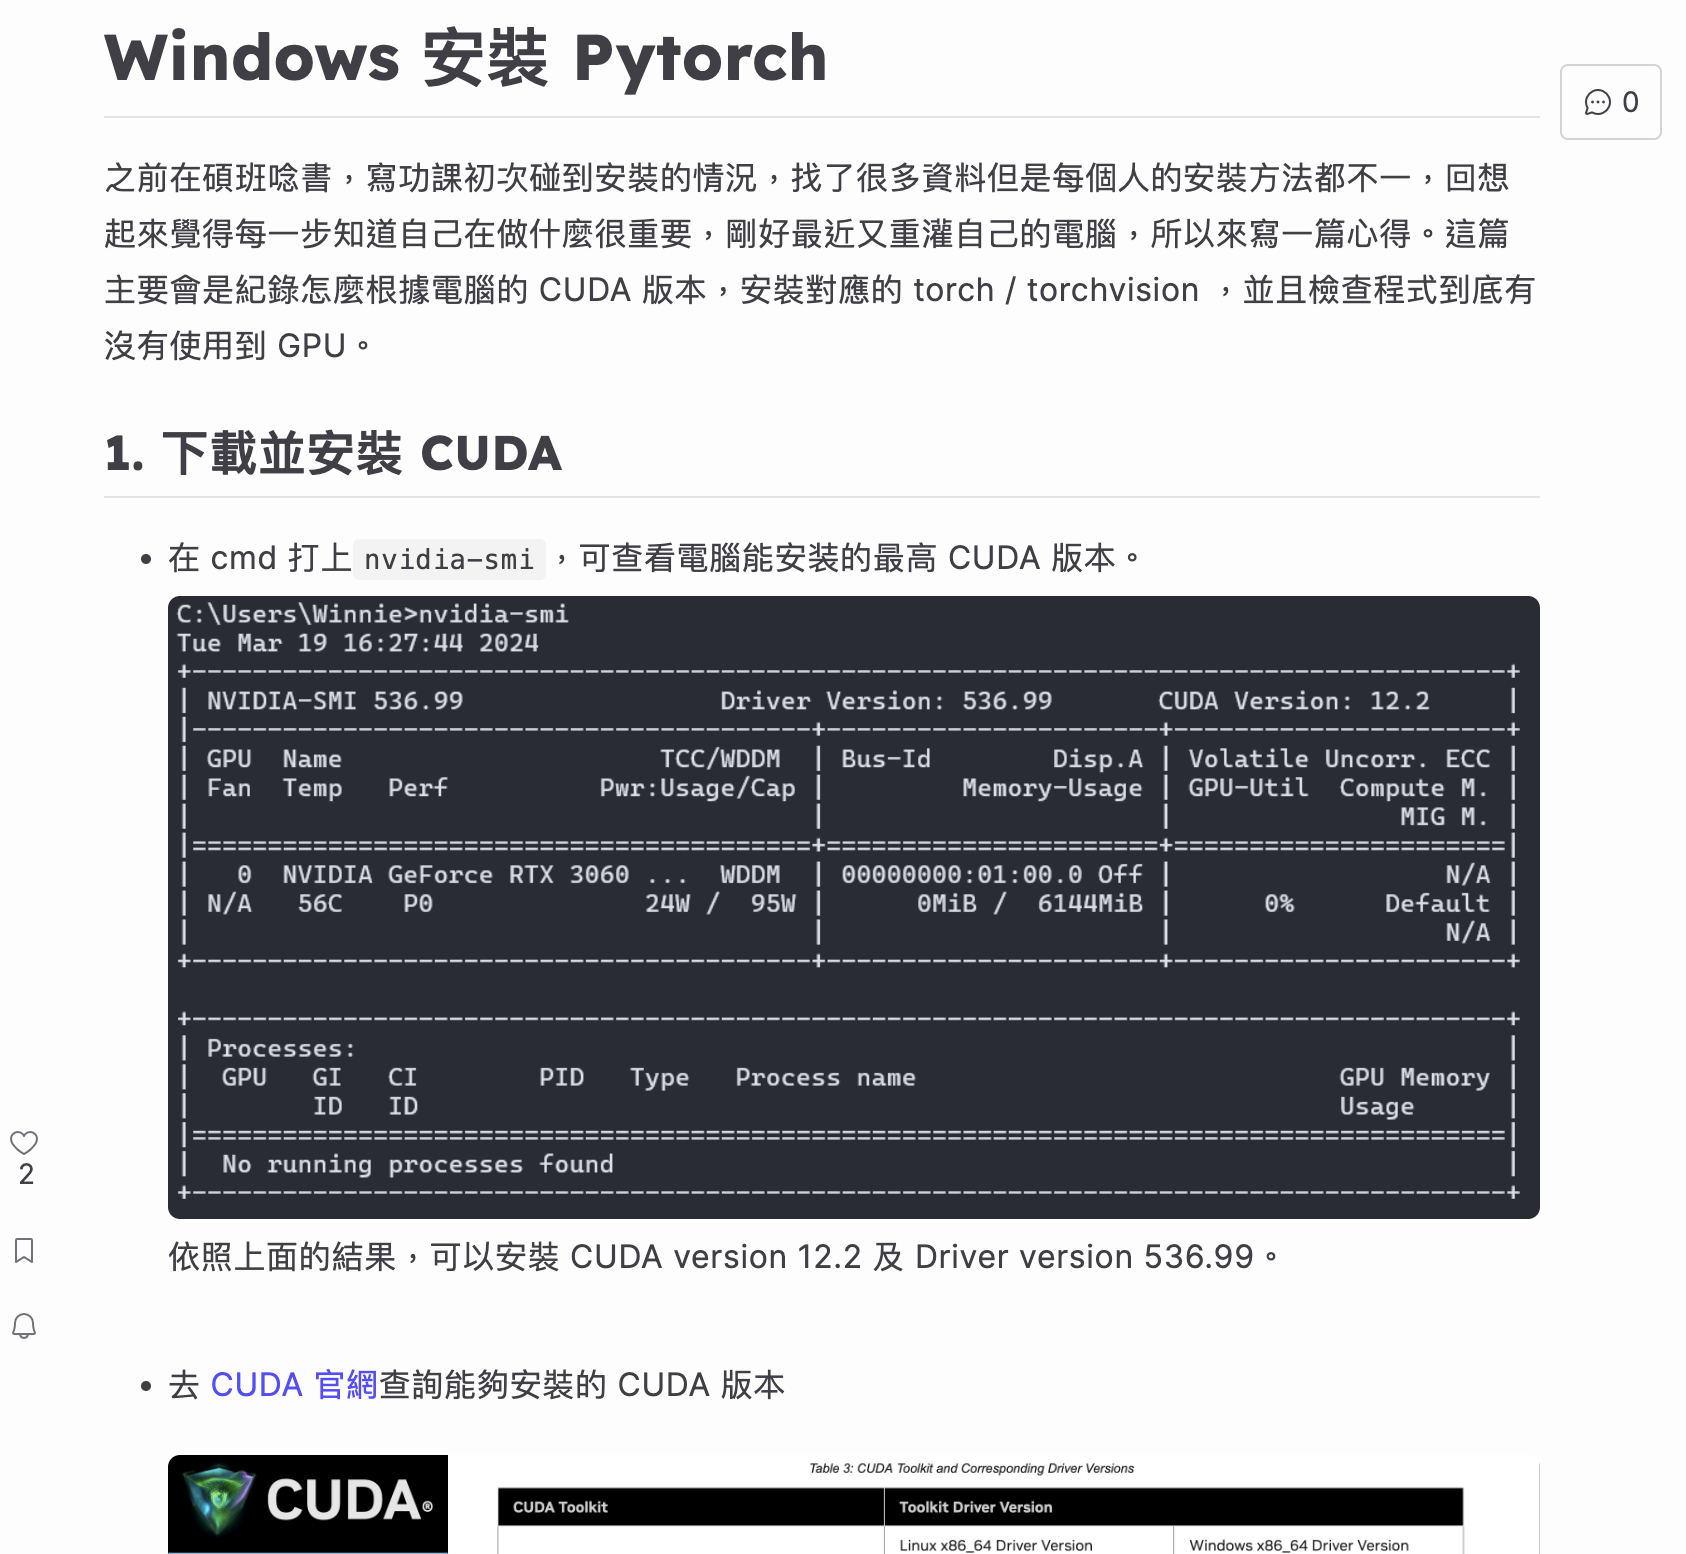 Windows 安裝 Pytorch
0
之前在碩班唸書，寫功課初次碰到安裝的情況，找了很多資料但是每個人的安裝方法都不一，回想
起來覺得每一步知道自己在做什麼很重要，剛好最近又重灌自己的電腦，所以來寫一篇心得。這篇
主要會是紀錄怎麼根據電腦的 CUDA 版本，安裝對應的 torch / torchvision ，並且檢查程式到底有
沒有使用到 GPU。
1. 下載並安裝 CUDA
• 在 cmd 打上 nvidia-smi ，可查看電腦能安裝的最高 CUDA 版本。
C:\Users\Winnie>nvidia-smi
Tue Mar 19 16:27:44 2024
NVIDIA-SMI 536.99 Driver Version: 536.99 CUDA Version: 12.2
GPU Name TCC/WDDM | Bus-Id Disp.A | Volatile Uncorr. ECC
Fan Temp Perf Pwr:Usage/Cap | Memory-Usage | GPU-Util Compute M.
MIG M.
0 NVIDIA GeForce RTX 3060 ... WDDM | 00000000:01:00.0 Off | N/A
N/A 56C P0 24W / 95W | 0MiB / 6144MiB | 0% Default
N/A
Processes:
GPU GI CI PID Type Process name GPU Memory
ID ID Usage
No running processes found
2
依照上面的結果，可以安裝 CUDA version 12.2 及 Driver version 536.99。
• 去 CUDA 官網查詢能夠安裝的 CUDA 版本
CUDA®
Table 3: CUDA Toolkit and Corresponding Driver Versions
CUDA Toolkit Toolkit Driver Version
Linux x86_64 Driver Version Windows x86_64 Driver Version